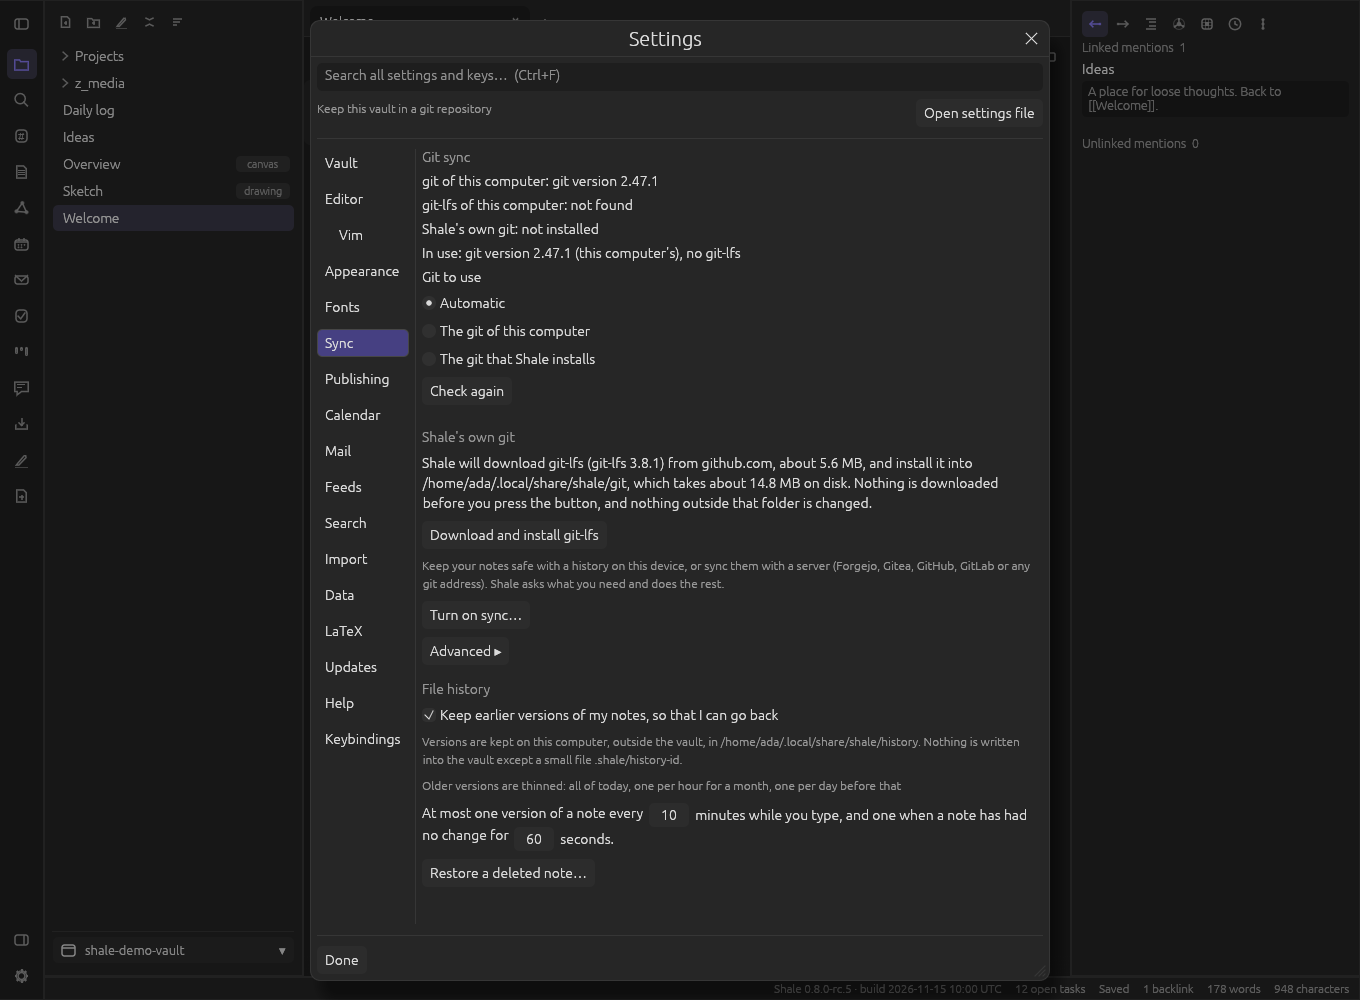 Settings
Search all settings and keys… (Ctrl+F)
Keep this vault in a git repository
Open settings file
Projects
z_media
Daily log
Ideas
Overview
canvas
Sketch
drawing
Welcome
shale-demo-vault
Vault
Editor
Vim
Appearance
Fonts
Sync
Publishing
Calendar
Mail
Feeds
Search
Import
Data
LaTeX
Updates
Help
Keybindings
Git sync
git of this computer: git version 2.47.1
git-lfs of this computer: not found
Shale's own git: not installed
In use: git version 2.47.1 (this computer's), no git-lfs
Git to use
Automatic
The git of this computer
The git that Shale installs
Check again
Shale's own git
Shale will download git-lfs (git-lfs 3.8.1) from github.com, about 5.6 MB, and install it into
/home/ada/.local/share/shale/git, which takes about 14.8 MB on disk. Nothing is downloaded
before you press the button, and nothing outside that folder is changed.
Download and install git-lfs
Keep your notes safe with a history on this device, or sync them with a server (Forgejo, Gitea, GitHub, GitLab or any
git address). Shale asks what you need and does the rest.
Turn on sync…
Advanced ▸
File history
Keep earlier versions of my notes, so that I can go back
Versions are kept on this computer, outside the vault, in /home/ada/.local/share/shale/history. Nothing is written
into the vault except a small file .shale/history-id.
Older versions are thinned: all of today, one per hour for a month, one per day before that
At most one version of a note every 10 minutes while you type, and one when a note has had
no change for 60 seconds.
Restore a deleted note…
Done
Linked mentions 1
Ideas
A place for loose thoughts. Back to
[[Welcome]].
Unlinked mentions 0
Shale 0.8.0-rc.5 · build 2026-11-15 10:00 UTC 12 open tasks Saved 1 backlink 178 words 948 characters